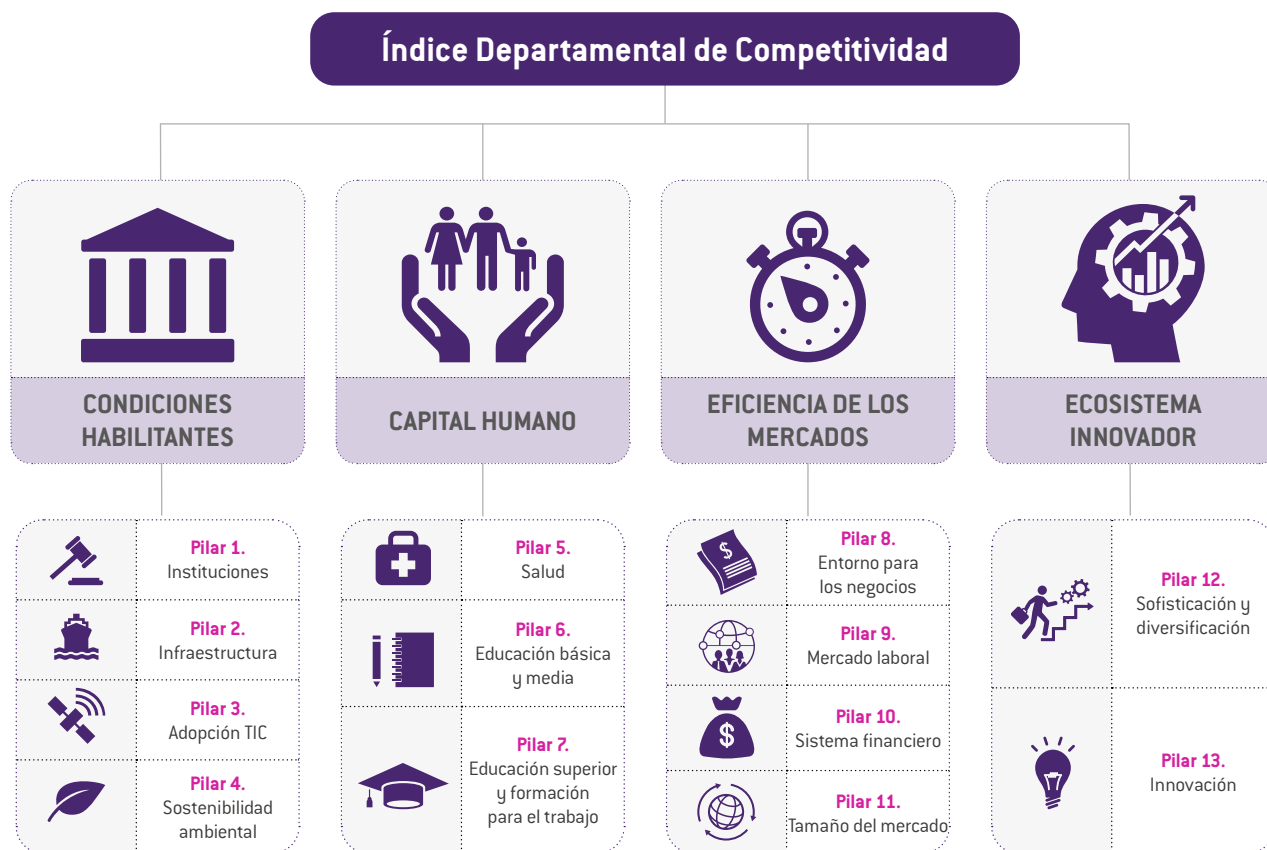 Índice Departamental de Competitividad
CONDICIONES
HABILITANTES
CAPITAL HUMANO
EFICIENCIA DE LOS
MERCADOS
ECOSISTEMA
INNOVADOR
Pilar 1.
Instituciones
Pilar 2.
Infraestructura
Pilar 3.
Adopción TIC
Pilar 4.
Sostenibilidad
ambiental
Pilar 5.
Salud
Pilar 6.
Educación básica
y media
Pilar 7.
Educación superior
y formación
para el trabajo
$
Pilar 8.
Entorno para
los negocios
Pilar 9.
Mercado laboral
$
Pilar 10.
Sistema financiero
Pilar 11.
Tamaño del mercado
Pilar 12.
Sofisticación y
diversificación
Pilar 13.
Innovación